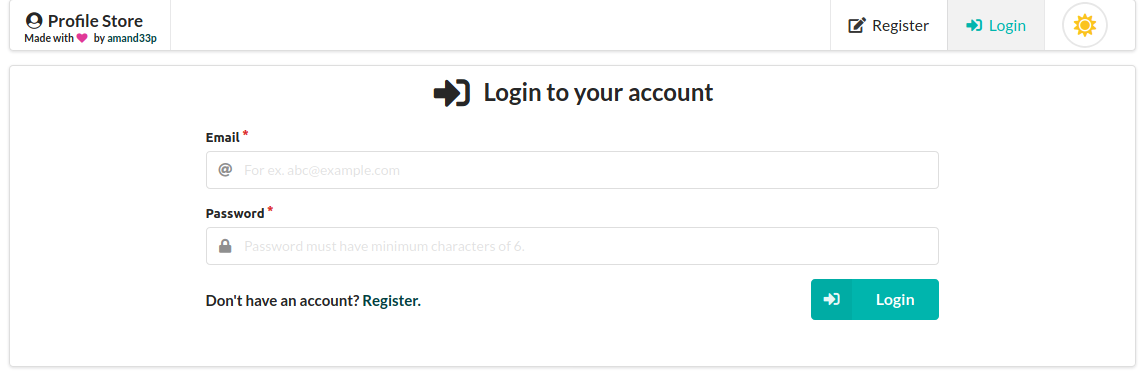 Profile Store
Made with by amand33p
Register
Login
Login to your account
Email *
For ex. abc@example.com
Password *
Password must have minimum characters of 6.
Don't have an account? Register.
Login